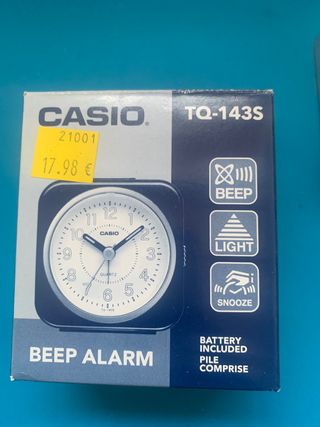 CASIO®
TQ-143S
21001
17.98 €
BEEP
LIGHT
SNOOZE
12
1
2
3
4
5
6
7
8
9
10
11
CASIO
QUARTZ
BATTERY
INCLUDED
PILE
COMPRISE
BEEP ALARM